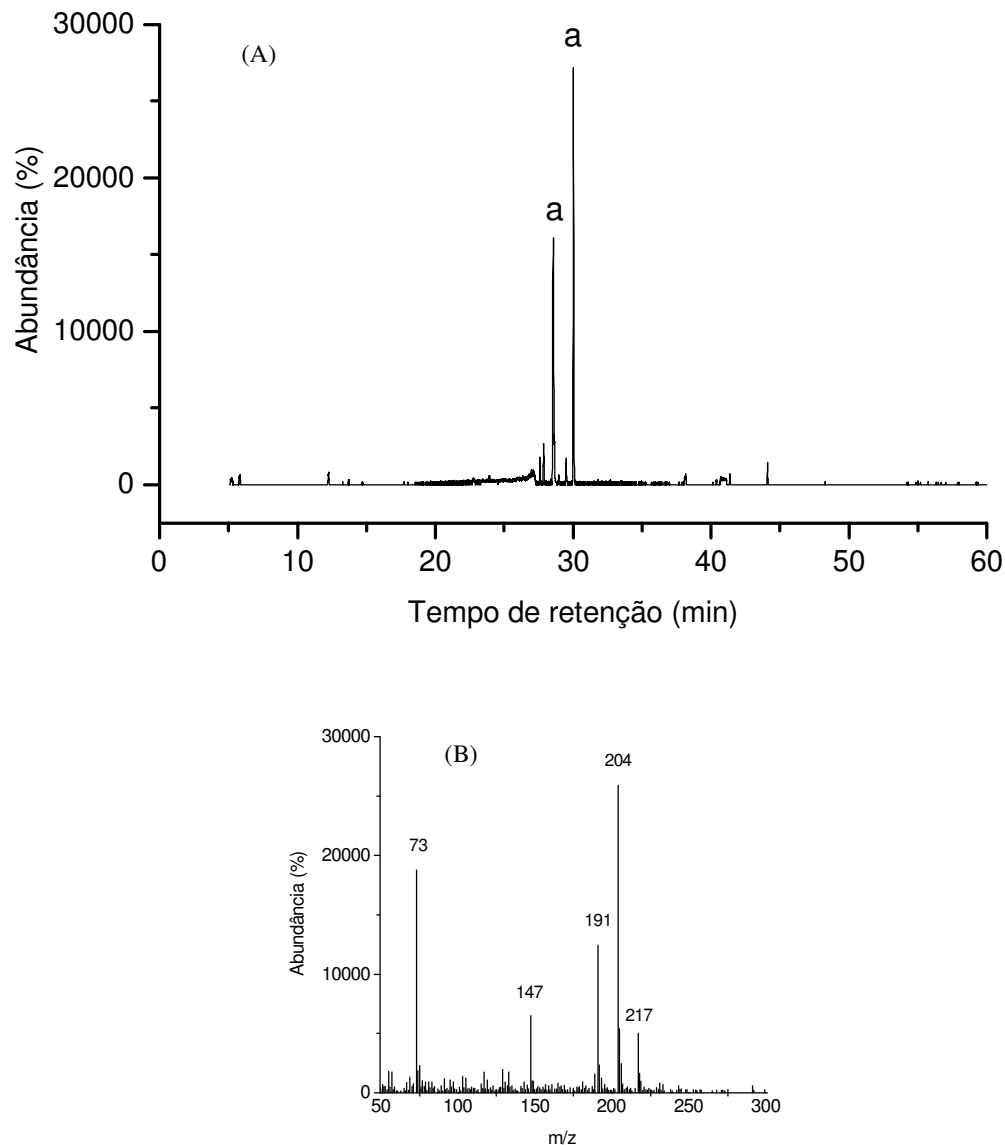 (A)
Abundância (%)
30000
20000
10000
0
a
a
0 10 20 30 40 50 60
Tempo de retenção (min)
(B)
Abundância (%)
30000
20000
10000
0
73
147
191
204
217
50 100 150 200 250 300
m/z